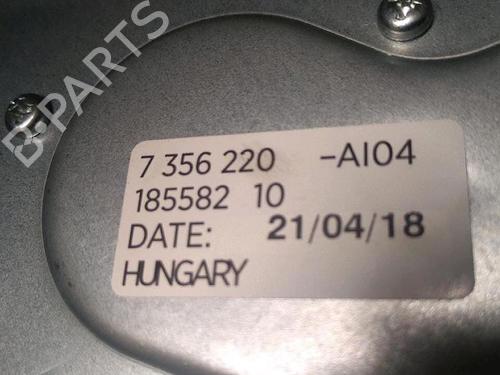 B-PARTS
7 356 220 -AI04
185582 10
DATE: 21/04/18
HUNGARY